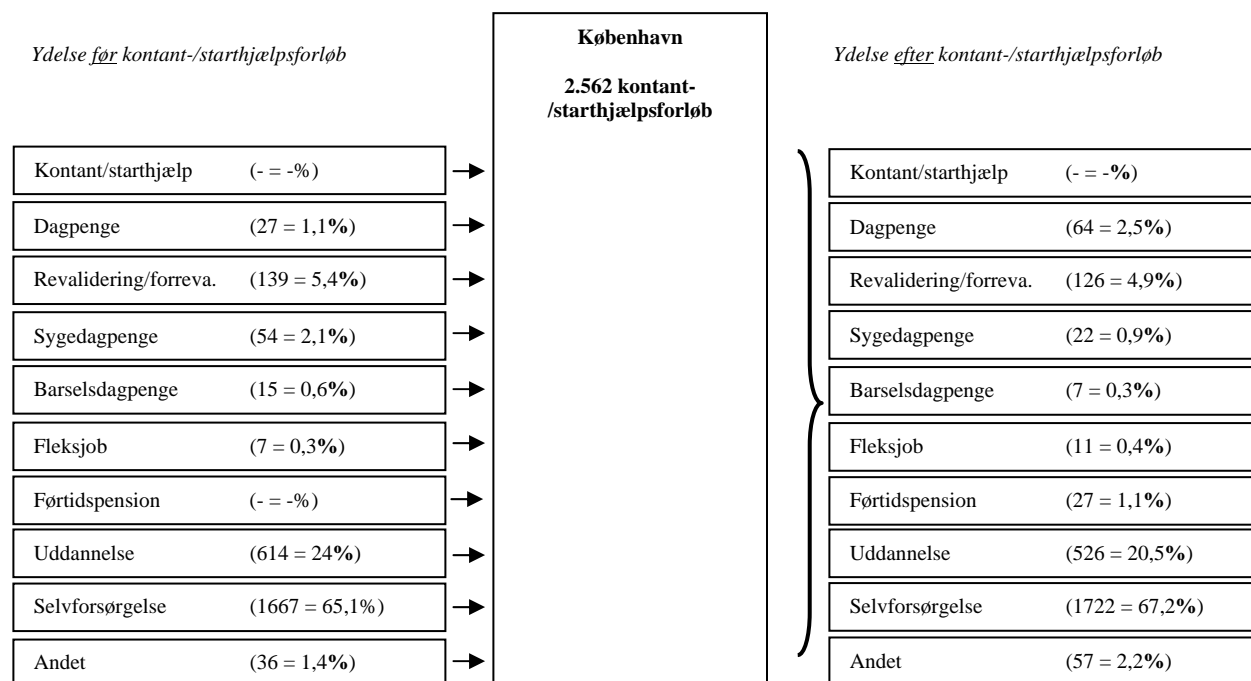 Ydelse før kontant-/starthjælpsforløb
København
2.562 kontant-
/starthjælpsforløb
Ydelse efter kontant-/starthjælpsforløb
Kontant/starthjælp (- = -%)
Dagpenge (27 = 1,1%)
Revalidering/forreva. (139 = 5,4%)
Sygedagpenge (54 = 2,1%)
Barselsdagpenge (15 = 0,6%)
Fleksjob (7 = 0,3%)
Førtidspension (- = -%)
Uddannelse (614 = 24%)
Selvforsørgelse (1667 = 65,1%)
Andet (36 = 1,4%)
Kontant/starthjælp (- = -%)
Dagpenge (64 = 2,5%)
Revalidering/forreva. (126 = 4,9%)
Sygedagpenge (22 = 0,9%)
Barselsdagpenge (7 = 0,3%)
Fleksjob (11 = 0,4%)
Førtidspension (27 = 1,1%)
Uddannelse (526 = 20,5%)
Selvforsørgelse (1722 = 67,2%)
Andet (57 = 2,2%)